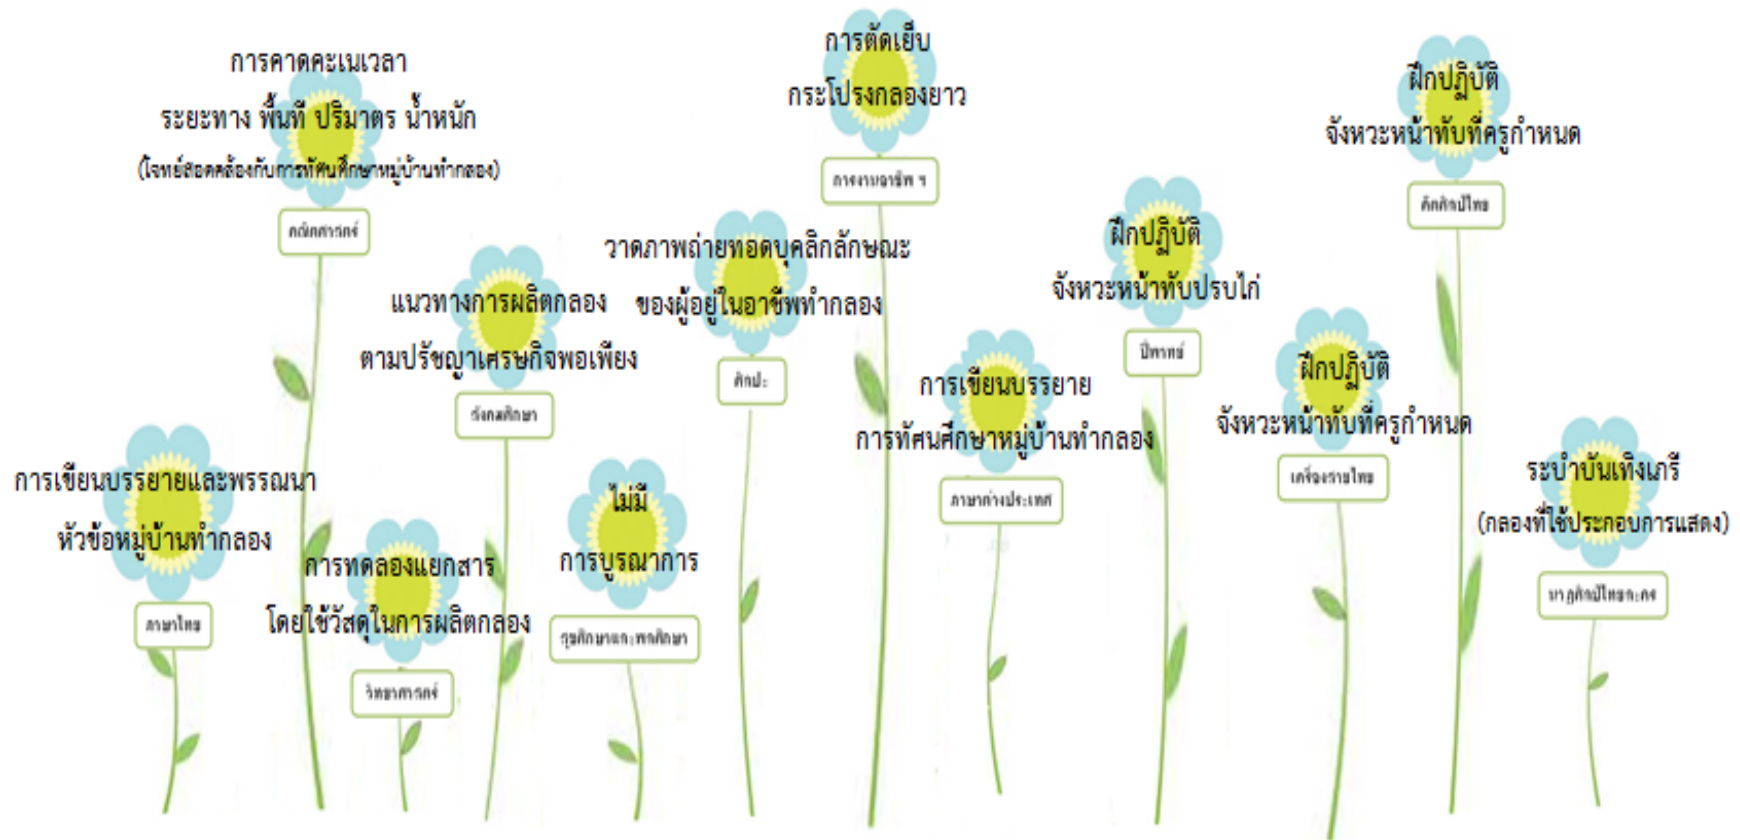 การคาดคะเนเวลา
ระยะทาง พื้นที่ ปริมาตร น้ำหนัก
(โจทย์สอดคล้องกับการทัศนศึกษาหมู่บ้านทำกลอง)
คณิตศาสตร์
การตัดเย็บ
กระโปรงกลองยาว
การงานอาชีพ ฯ
ฝึกปฏิบัติ
จังหวะหน้าทับที่ครูกำหนด
คีตศิลป์ไทย
แนวทางการผลิตกลอง
ตามปรัชญาเศรษกิจพอเพียง
สังคมศึกษา
วาดภาพถ่ายทอดบุคลิกลักษณะ
ของผู้อยู่ในอาชีพทำกลอง
ศิลปะ
ฝึกปฏิบัติ
จังหวะหน้าทับปรบไก่
ปี่พาทย์
การเขียนบรรยาย
การทัศนศึกษาหมู่บ้านทำกลอง
ภาษาต่างประเทศ
ฝึกปฏิบัติ
จังหวะหน้าทับที่ครูกำหนด
เครื่องสายไทย
การเขียนบรรยายและพรรณนา
หัวข้อหมู่บ้านทำกลอง
ภาษาไทย
การทดลองแยกสาร
โดยใช้วัสดุในการผลิตกลอง
วิทยาศาสตร์
ไม่มี
การบูรณาการ
สุขศึกษาและพลศึกษา
ระบำบันเทิงเภรี
(กลองที่ใช้ประกอบการแสดง)
นาฏศิลป์ไทยละคร